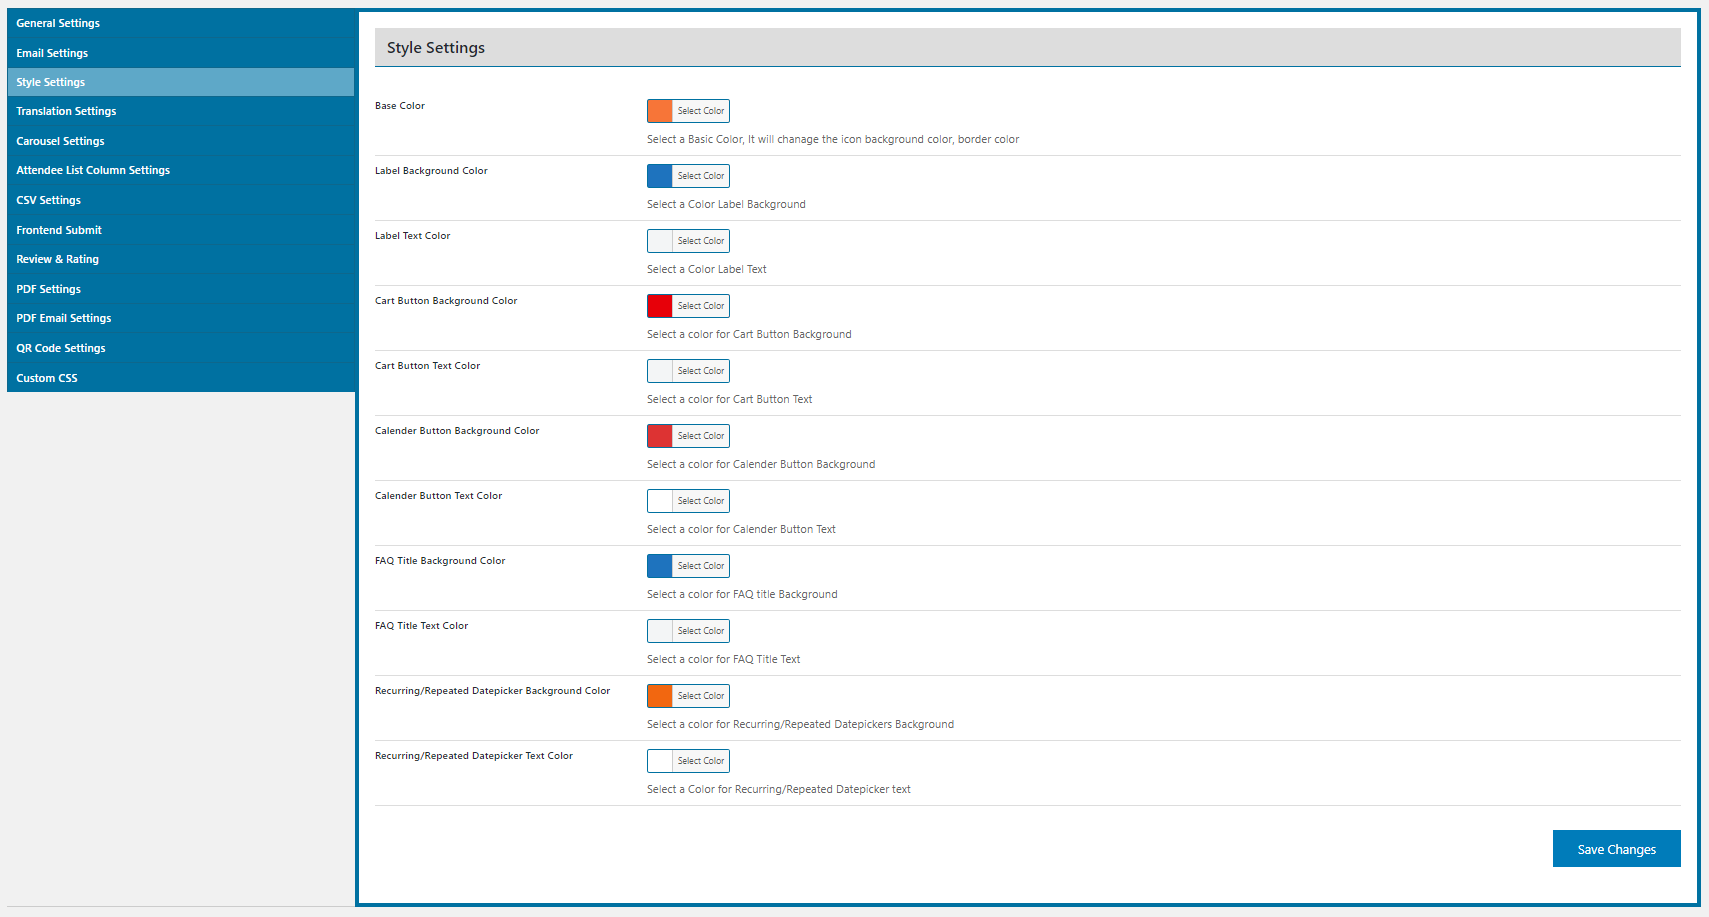 General Settings
Email Settings
Style Settings
Translation Settings
Carousel Settings
Attendee List Column Settings
CSV Settings
Frontend Submit
Review & Rating
PDF Settings
PDF Email Settings
QR Code Settings
Custom CSS
Style Settings
Base Color
Select Color
Select a Basic Color, It will chanage the icon background color, border color
Label Background Color
Select Color
Select a Color Label Background
Label Text Color
Select Color
Select a Color Label Text
Cart Button Background Color
Select Color
Select a color for Cart Button Background
Cart Button Text Color
Select Color
Select a color for Cart Button Text
Calender Button Background Color
Select Color
Select a color for Calender Button Background
Calender Button Text Color
Select Color
Select a color for Calender Button Text
FAQ Title Background Color
Select Color
Select a color for FAQ title Background
FAQ Title Text Color
Select Color
Select a color for FAQ Title Text
Recurring/Repeated Datepicker Background Color
Select Color
Select a color for Recurring/Repeated Datepickers Background
Recurring/Repeated Datepicker Text Color
Select Color
Select a Color for Recurring/Repeated Datepicker text
Save Changes